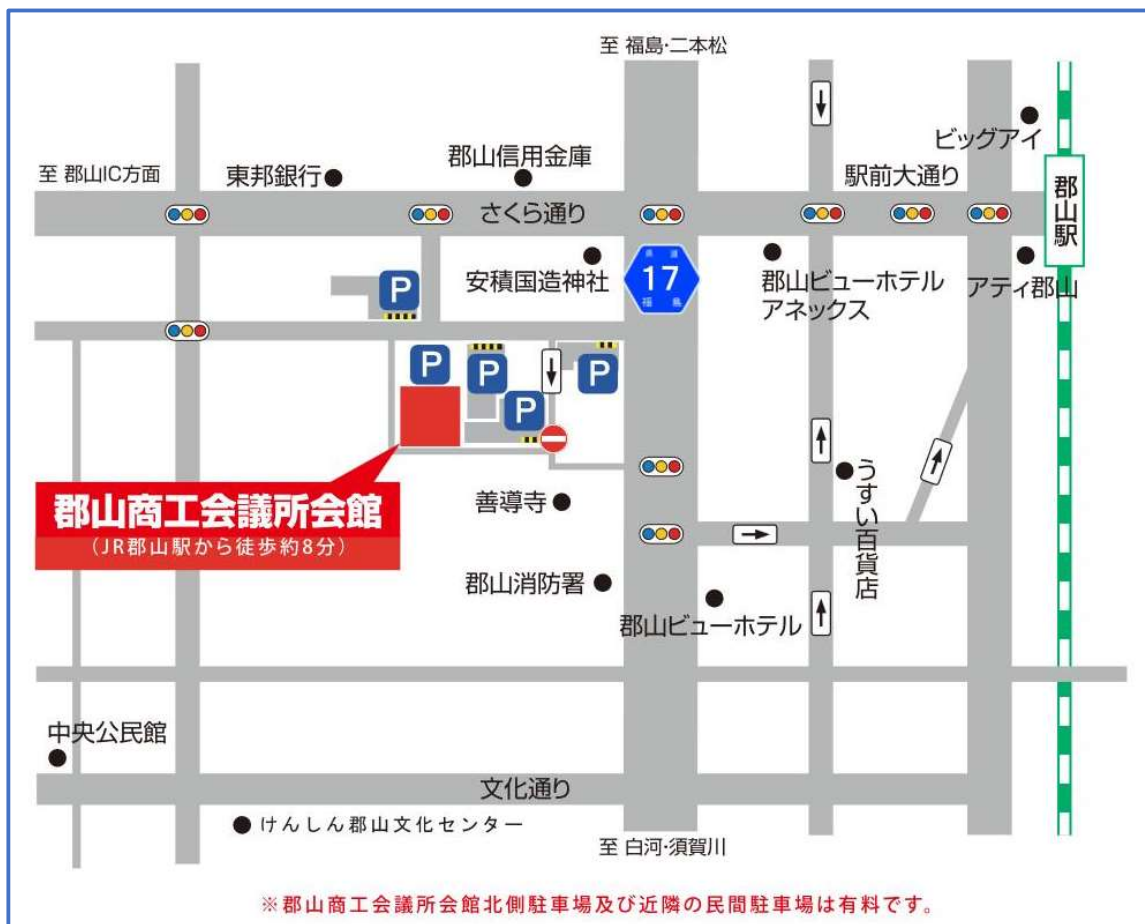 至 福島・二本松
ビッグアイ
郡山信用金庫
至 郡山IC方面
東邦銀行
駅前大通り
郡山駅
さくら通り
安積国造神社
県道
17
福島
郡山ビューホテル
アネックス
アティ郡山
P
P
P
P
P
うすい百貨店
郡山商工会議所会館
(JR郡山駅から徒歩約8分)
善導寺
郡山消防署
郡山ビューホテル
中央公民館
文化通り
けんしん郡山文化センター
至 白河・須賀川
※郡山商工会議所会館北側駐車場及び近隣の民間駐車場は有料です。